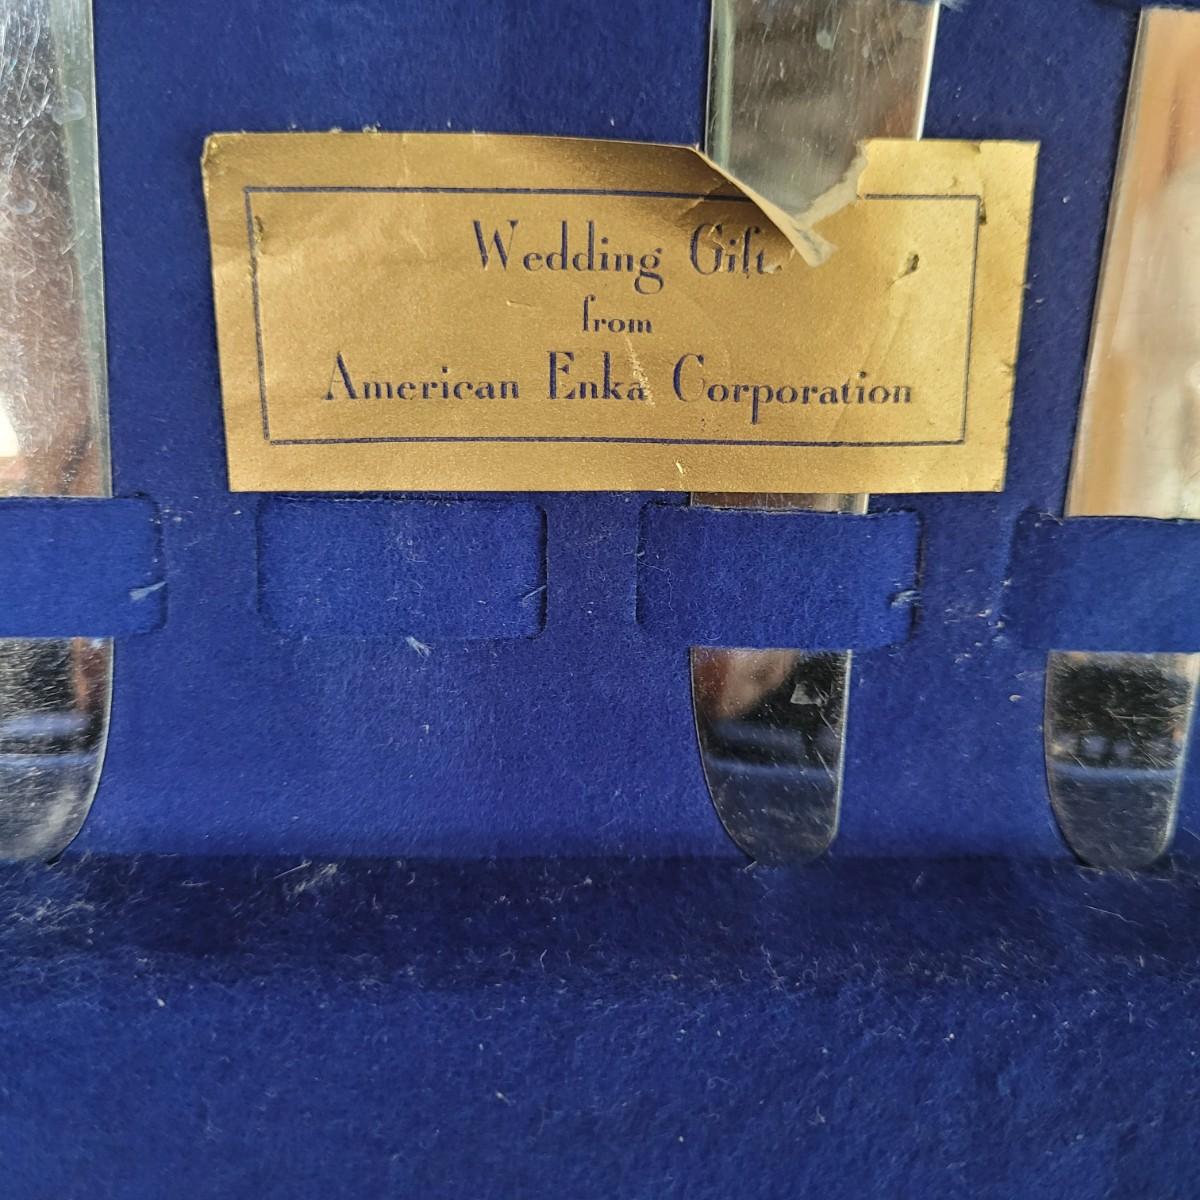 Wedding Gift
from
American Enka Corporation